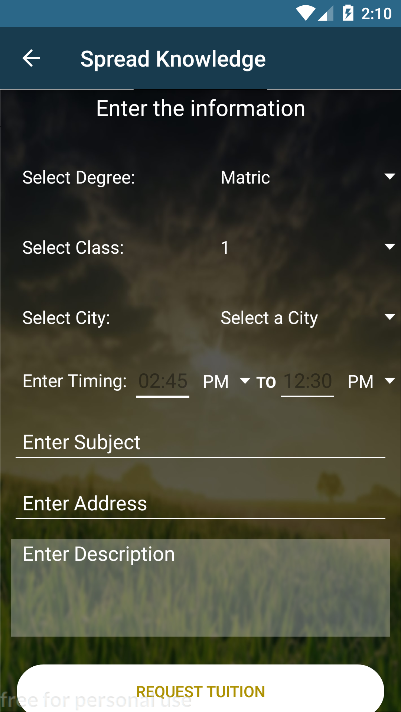 2:10
Spread Knowledge
Enter the information
Select Degree: Matric
Select Class: 1
Select City: Select a City
Enter Timing: 02:45 PM TO 12:30 PM
Enter Subject
Enter Address
Enter Description
REQUEST TUITION
free for personal use